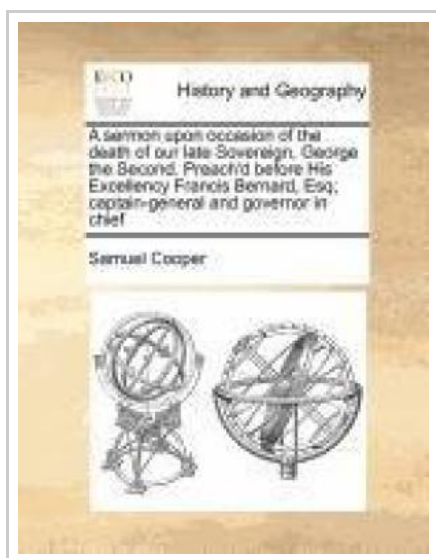 ECCO
History and Geography
A sermon upon occasion of the
death of our late Sovereign, George
the Second. Preach'd before His
Excellency Francis Bernard, Esq;
captain-general and governor in
chief
Samuel Cooper